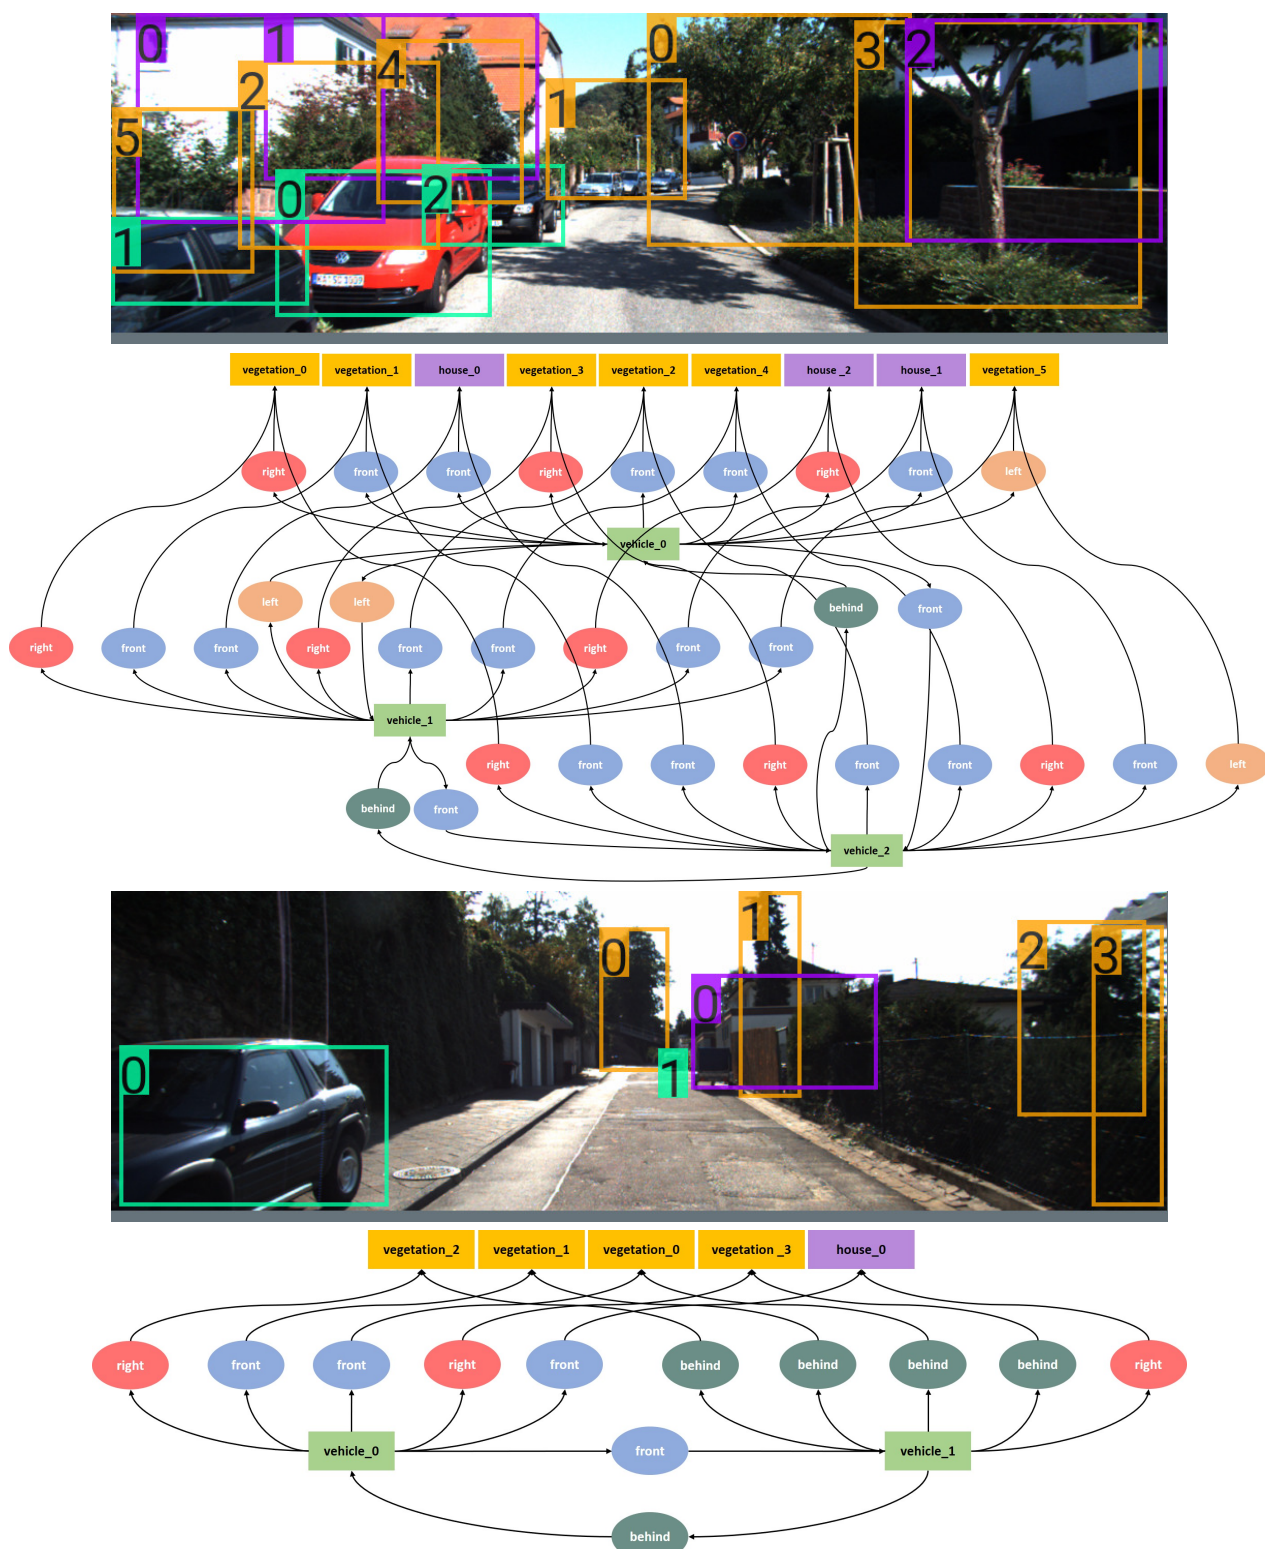 0 1 4 0 3 2
2 1
5
0 2
1
vegetation_0 vegetation_1 house_0 vegetation_3 vegetation_2 vegetation_4 house _2 house_1 vegetation_5
right front front right front front right front left
vehicle_0
left left behind front
right front front right front front right front front
vehicle_1
right front front right front front right front left
behind front
vehicle_2
1
0 2 3
0
0 1
vegetation_2 vegetation_1 vegetation_0 vegetation _3 house_0
right front front right front behind behind behind behind right
vehicle_0 front vehicle_1
behind